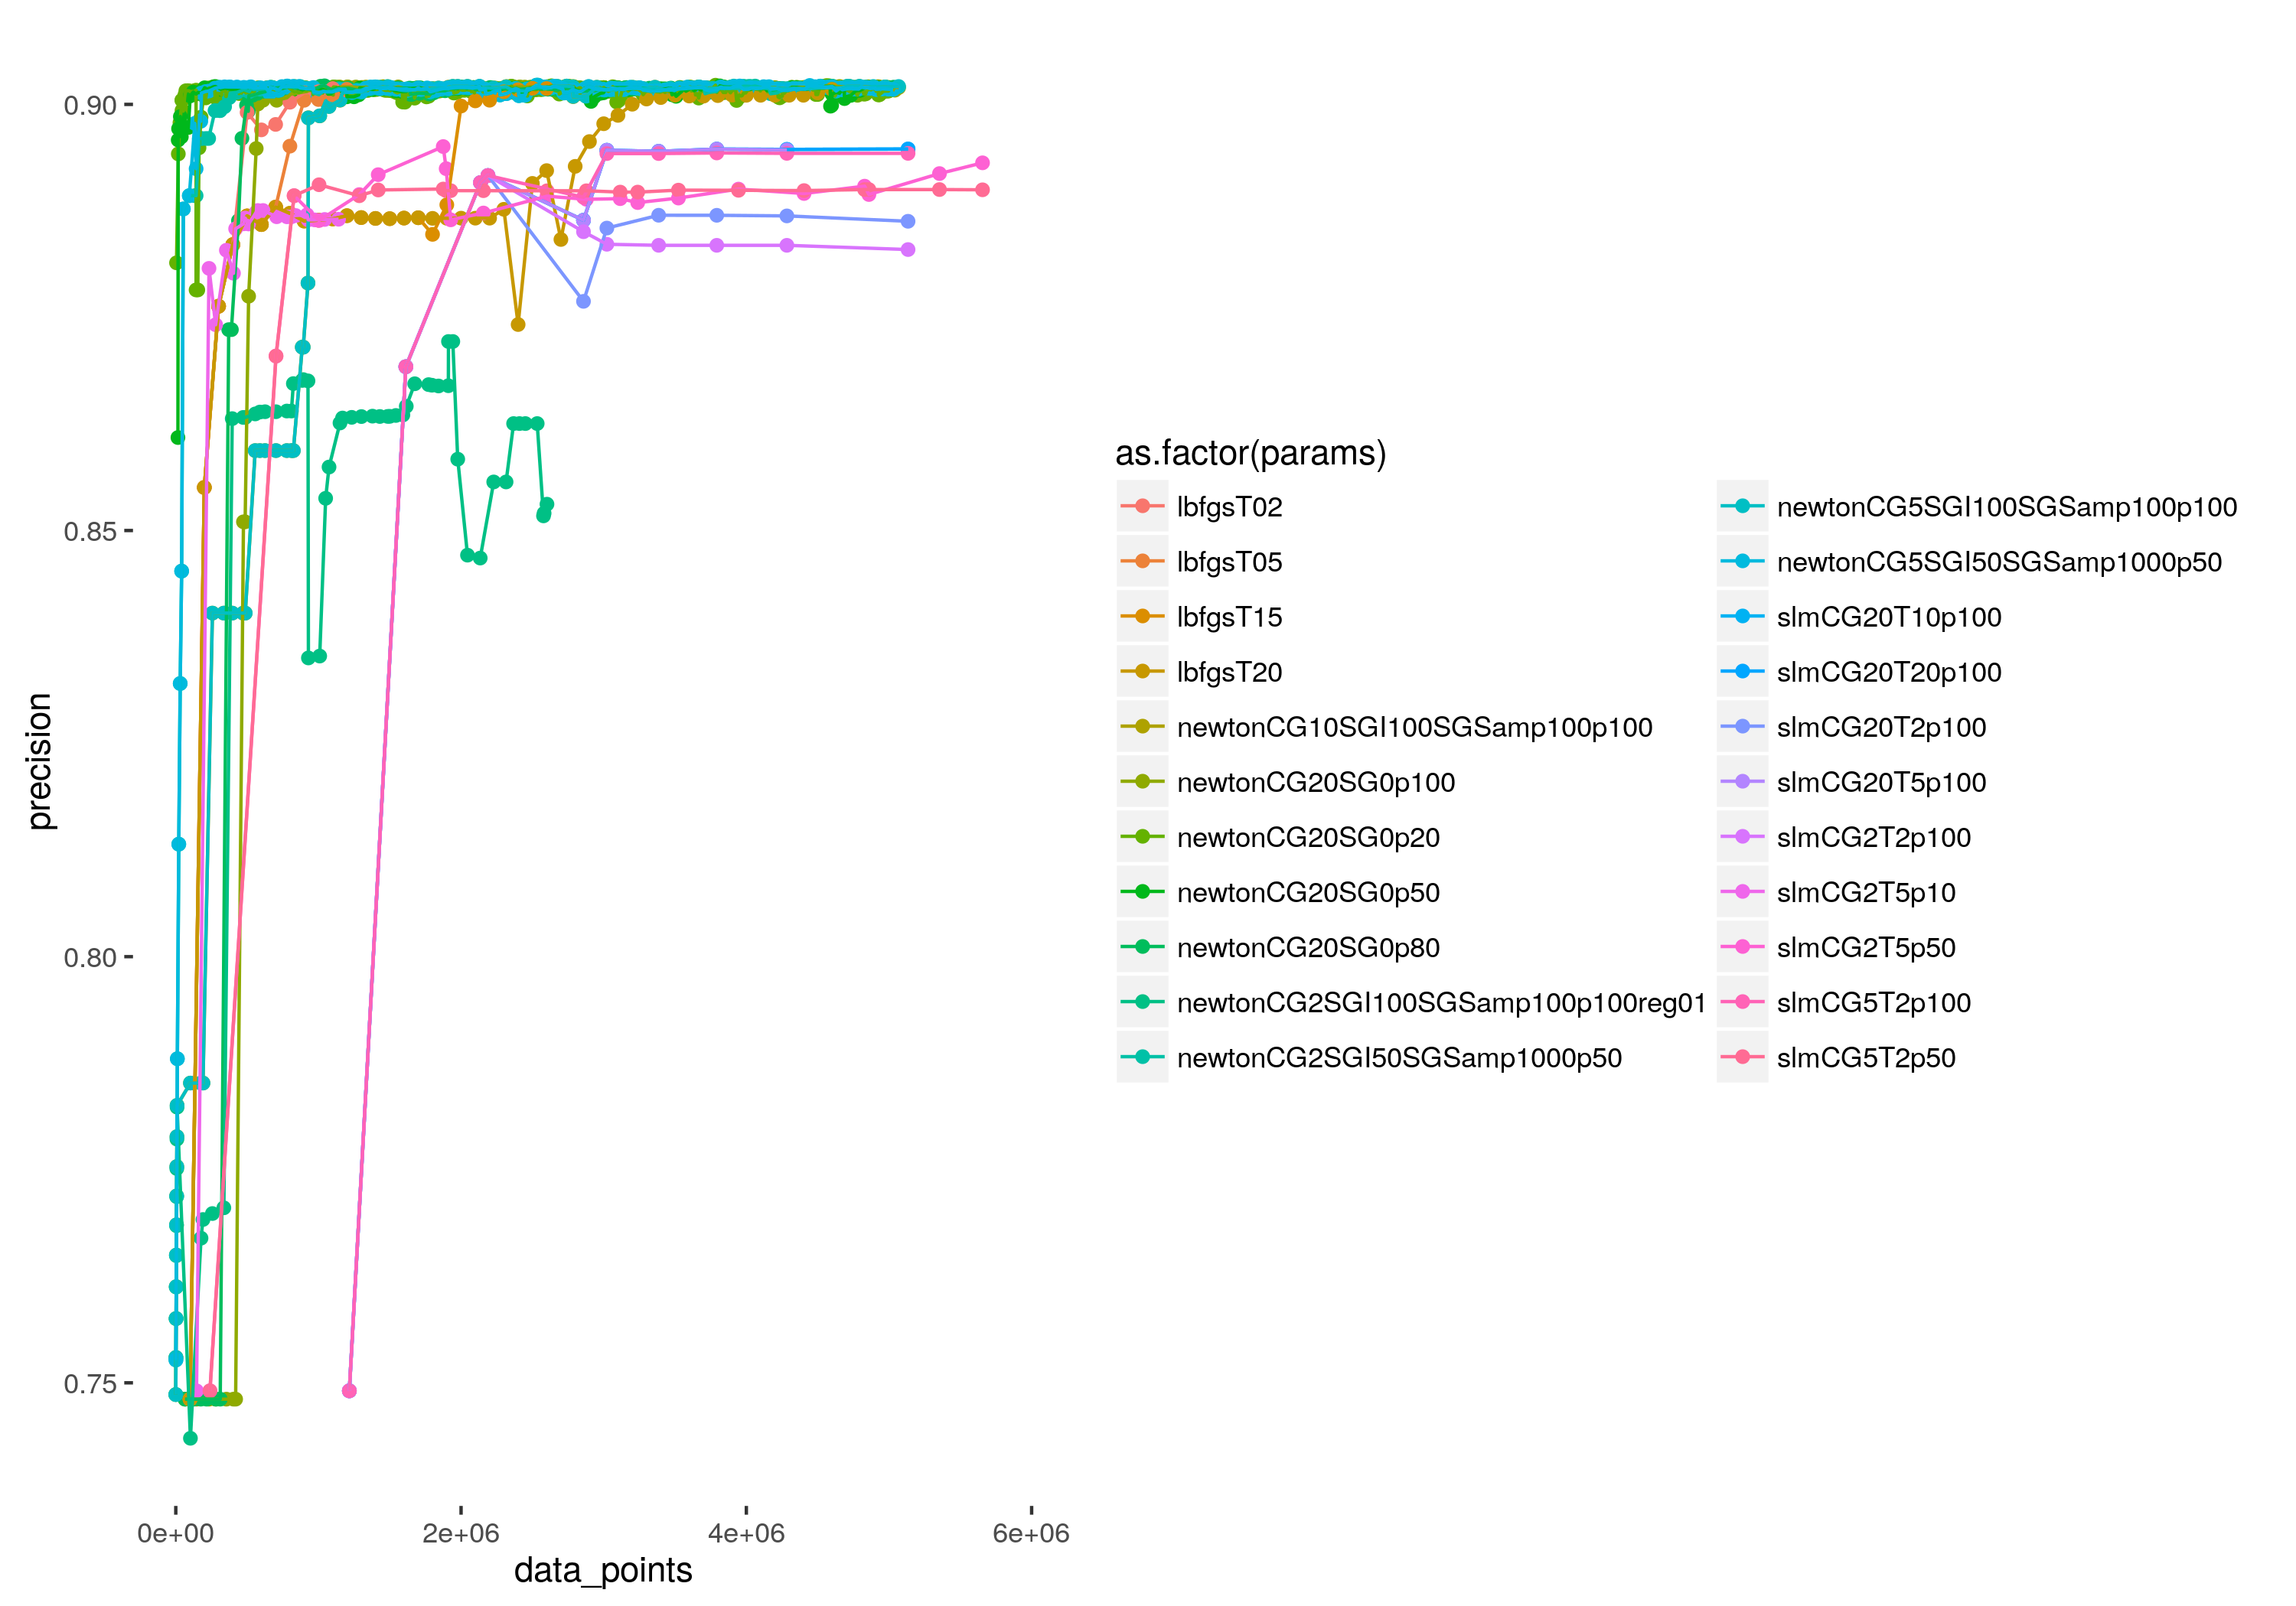 0.90
0.85
0.80
0.75
precision
0e+00
2e+06
4e+06
6e+06
data_points
as.factor(params)
lbfgsT02
lbfgsT05
lbfgsT15
lbfgsT20
newtonCG10SGI100SGSamp100p100
newtonCG20SG0p100
newtonCG20SG0p20
newtonCG20SG0p50
newtonCG20SG0p80
newtonCG2SGI100SGSamp100p100reg01
newtonCG2SGI50SGSamp1000p50
newtonCG5SGI100SGSamp100p100
newtonCG5SGI50SGSamp1000p50
slmCG20T10p100
slmCG20T20p100
slmCG20T2p100
slmCG20T5p100
slmCG2T2p100
slmCG2T5p10
slmCG2T5p50
slmCG5T2p100
slmCG5T2p50